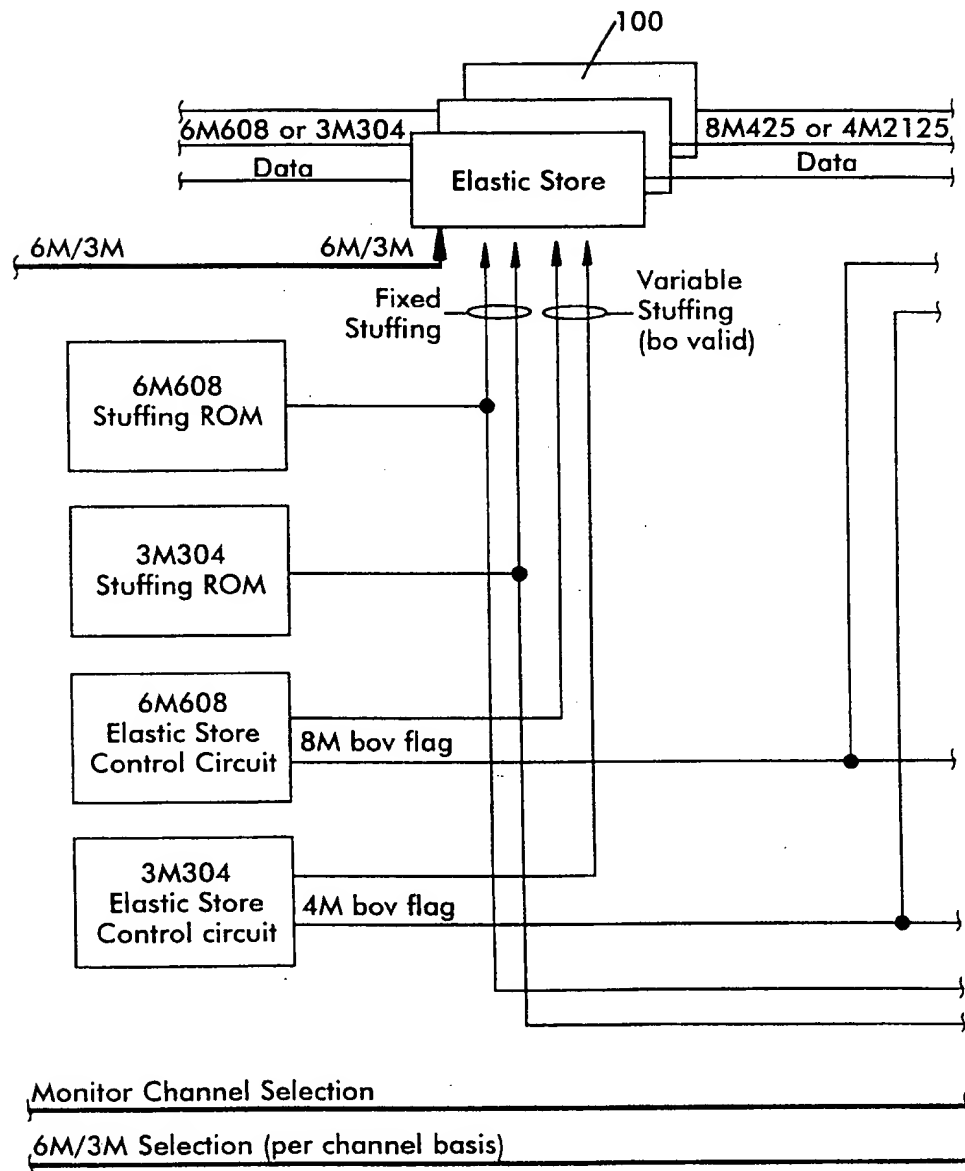 100
6M608 or 3M304
8M425 or 4M2125
Data
Elastic Store
Data
6M/3M
6M/3M
Fixed
Stuffing
Variable
Stuffing
(bo valid)
6M608
Stuffing ROM
3M304
Stuffing ROM
6M608
Elastic Store
Control Circuit
8M bov flag
3M304
Elastic Store
Control circuit
4M bov flag
Monitor Channel Selection
6M/3M Selection (per channel basis)